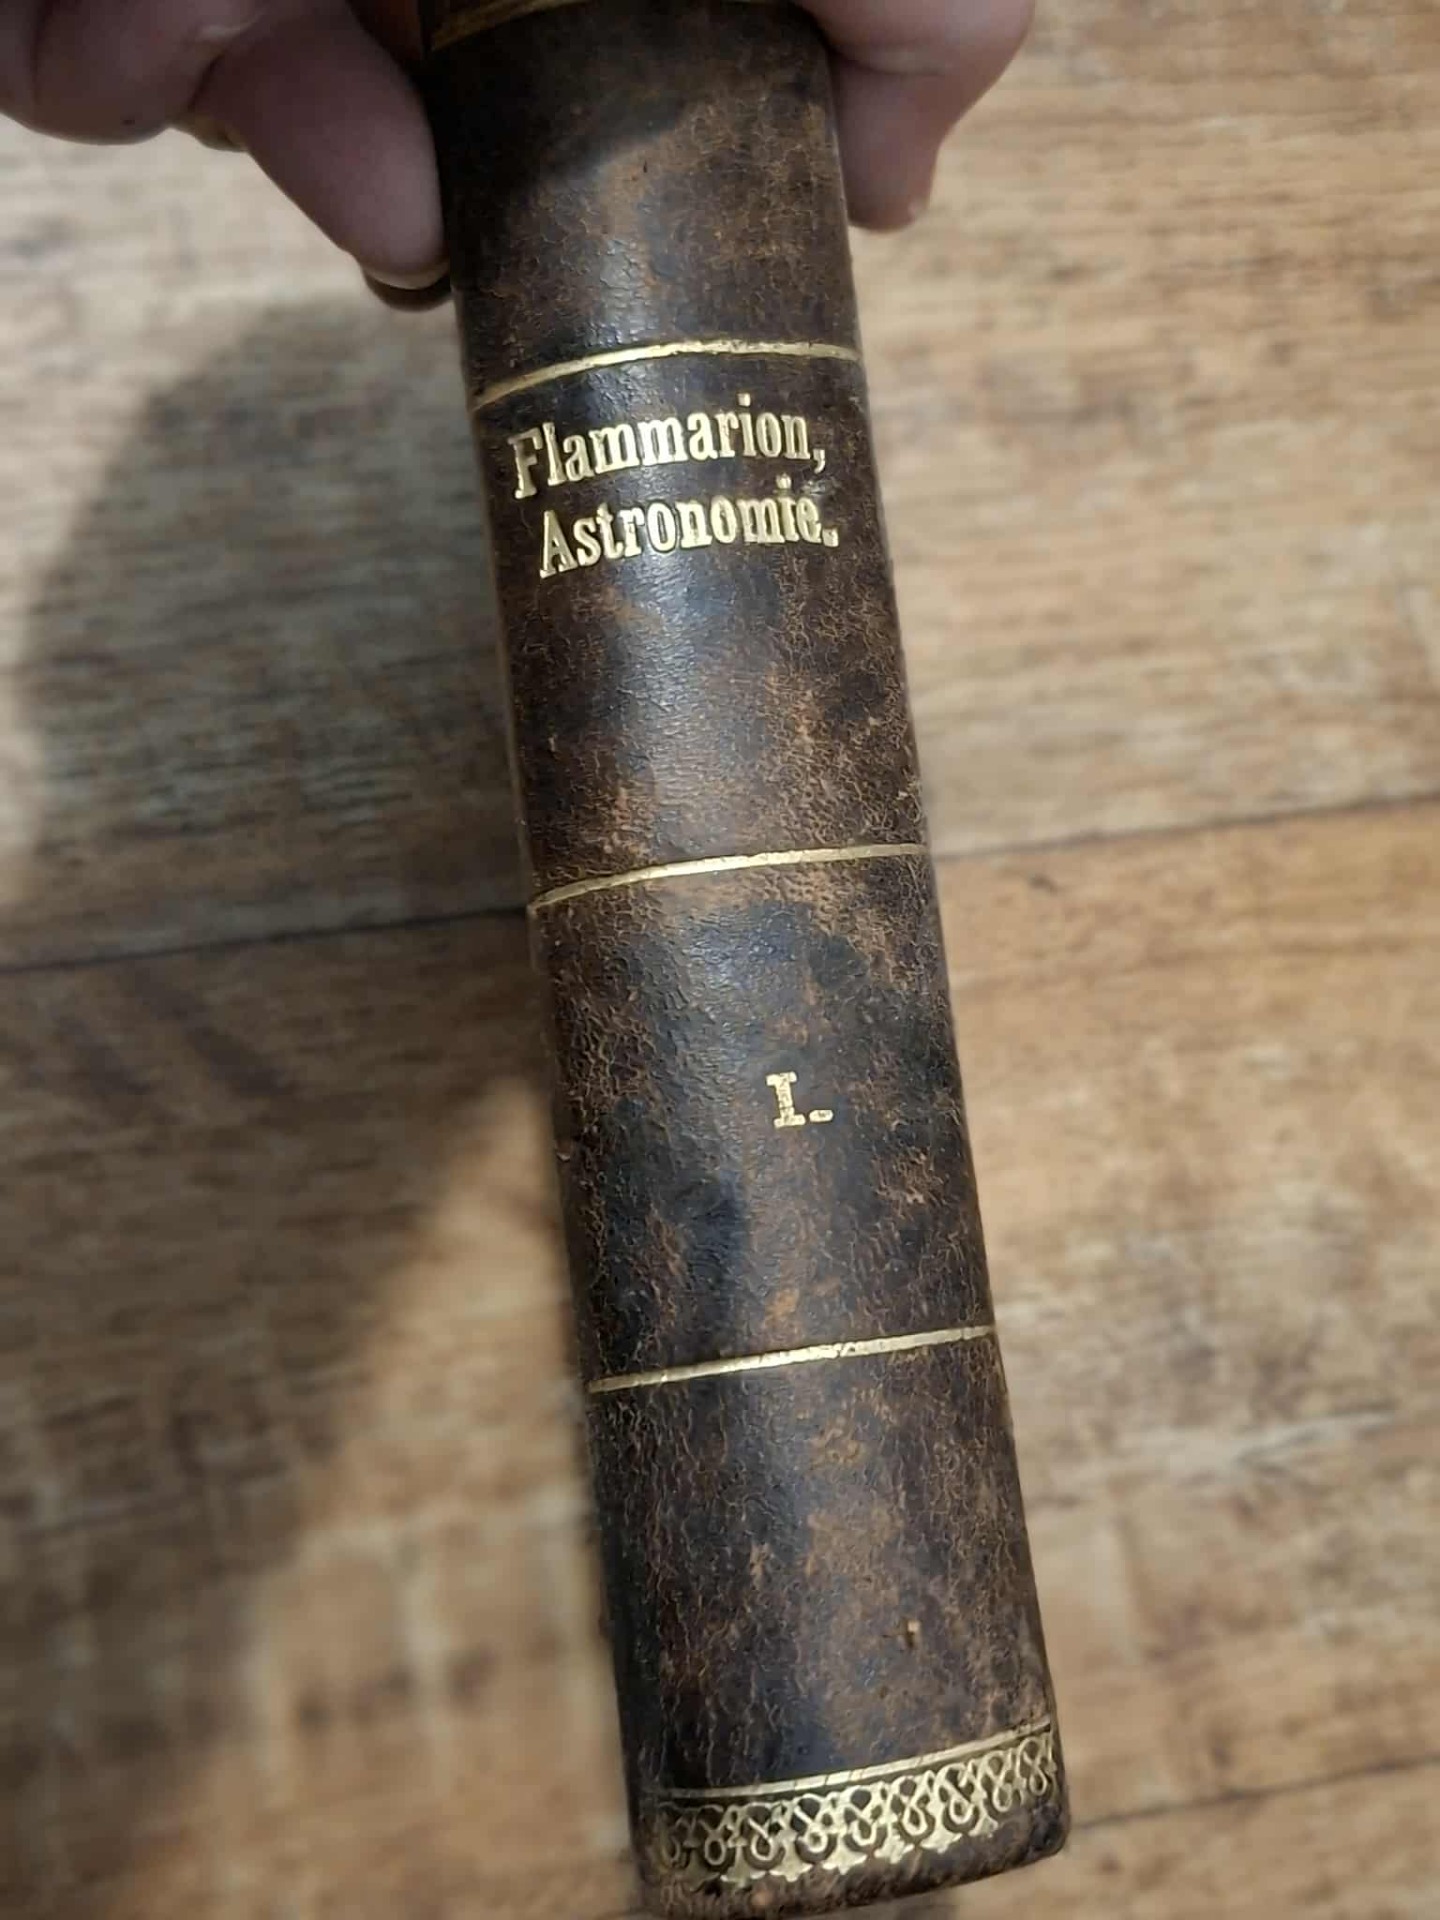 Flammarion,
Astronomie.
I.